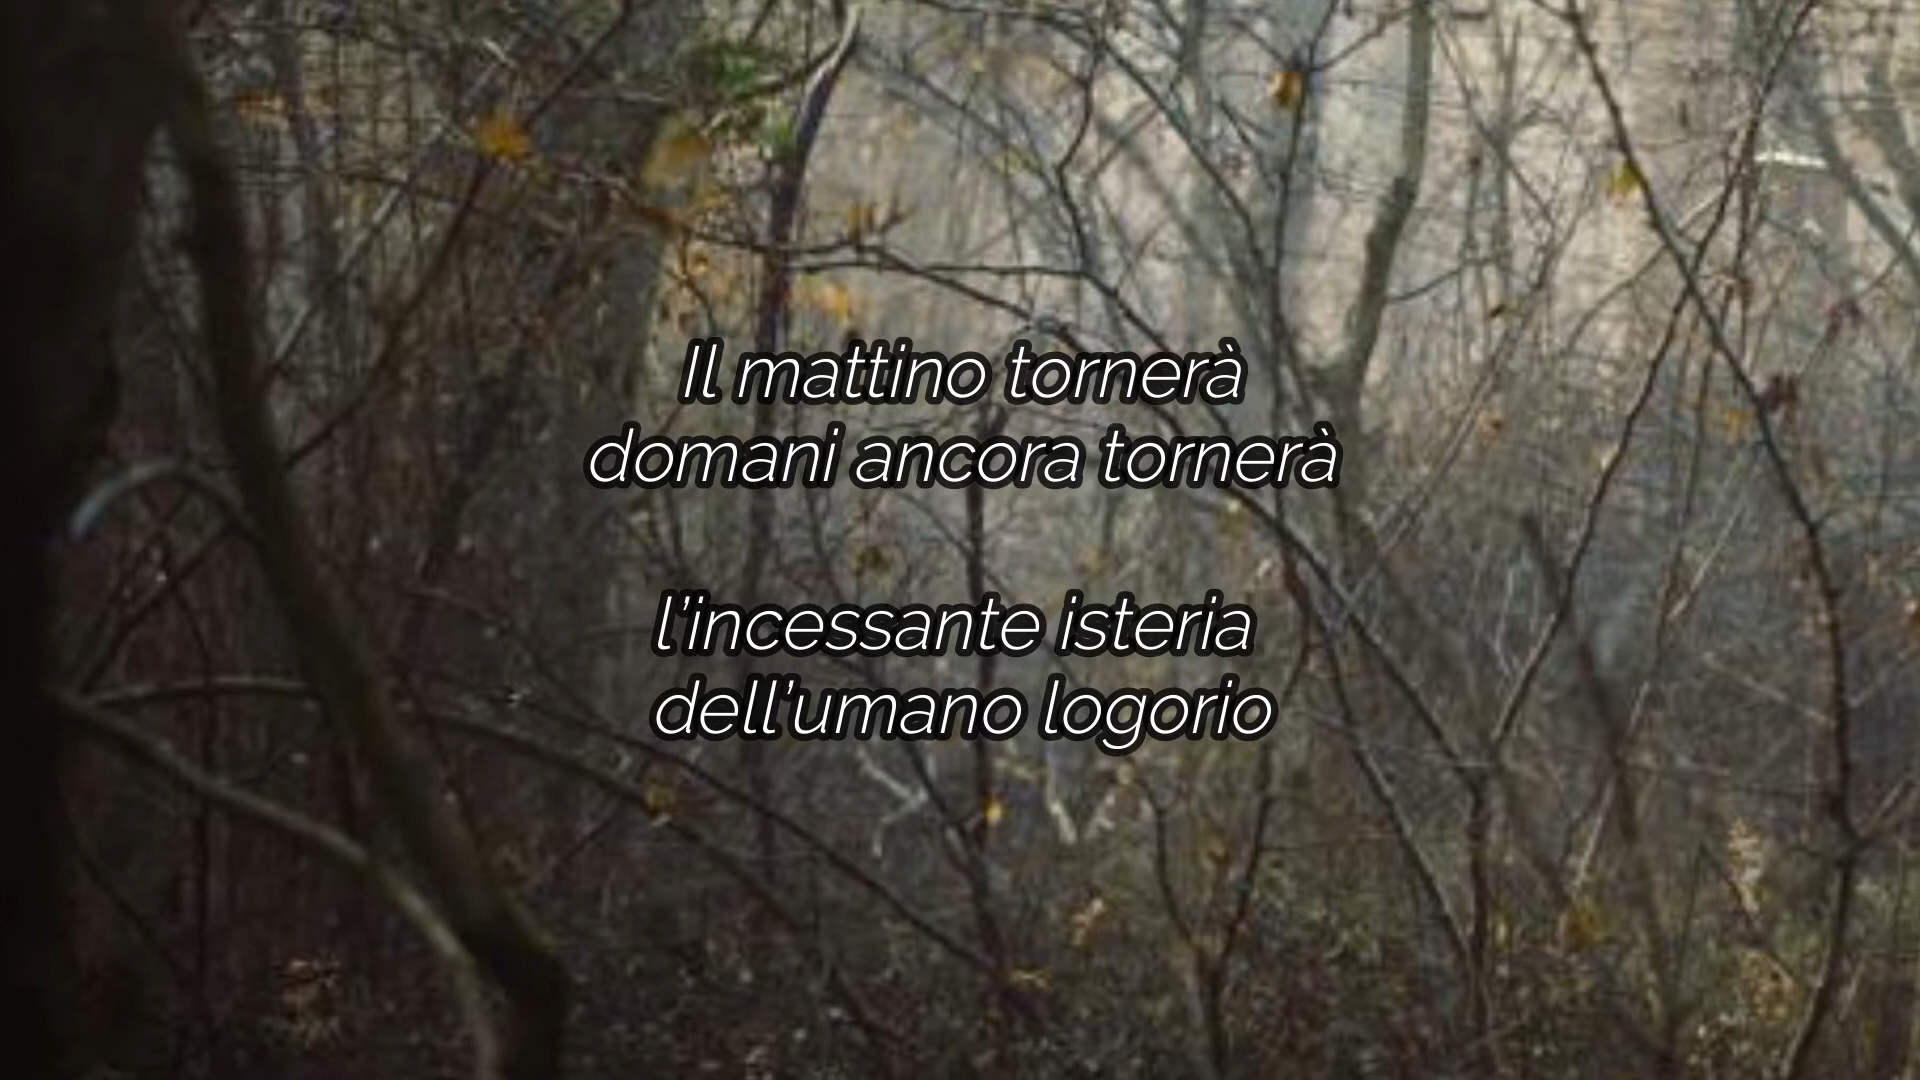 Il mattino tornerà
domani ancora tornerà
l’incessante isteria
dell’umano logorio